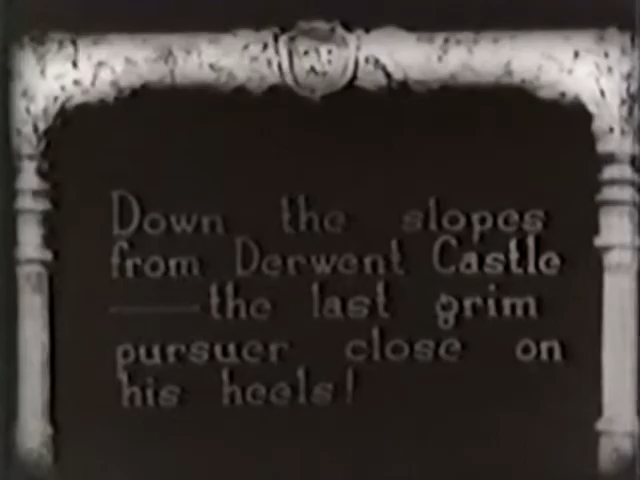 Down the slopes
from Derwent Castle
——the last grim
pursuer close on
his heels!